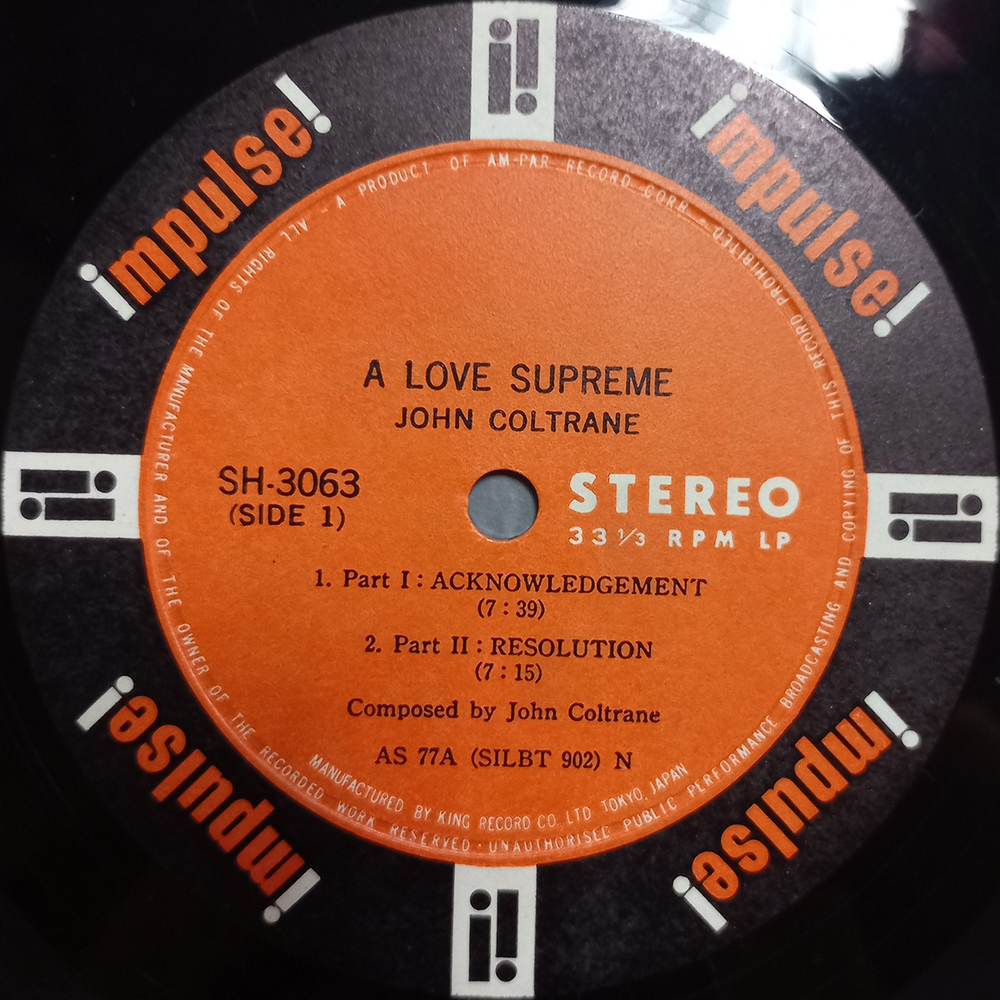 impulse!
impulse!
A PRODUCT OF AM-PAR RECORD CORP. - ALL RIGHTS OF THE MANUFACTURER AND OF THE OWNER OF THE RECORDED WORK RESERVED · UNAUTHORISED PUBLIC PERFORMANCE BROADCASTING AND COPYING OF THIS RECORD PROHIBITED
A LOVE SUPREME
JOHN COLTRANE
SH-3063
(SIDE 1)
STEREO
33 1/3 RPM LP
1. Part I : ACKNOWLEDGEMENT
(7 : 39)
2. Part II : RESOLUTION
(7 : 15)
Composed by John Coltrane
AS 77A (SILBT 902) N
MANUFACTURED BY KING RECORD CO. LTD TOKYO, JAPAN
impulse!
impulse!